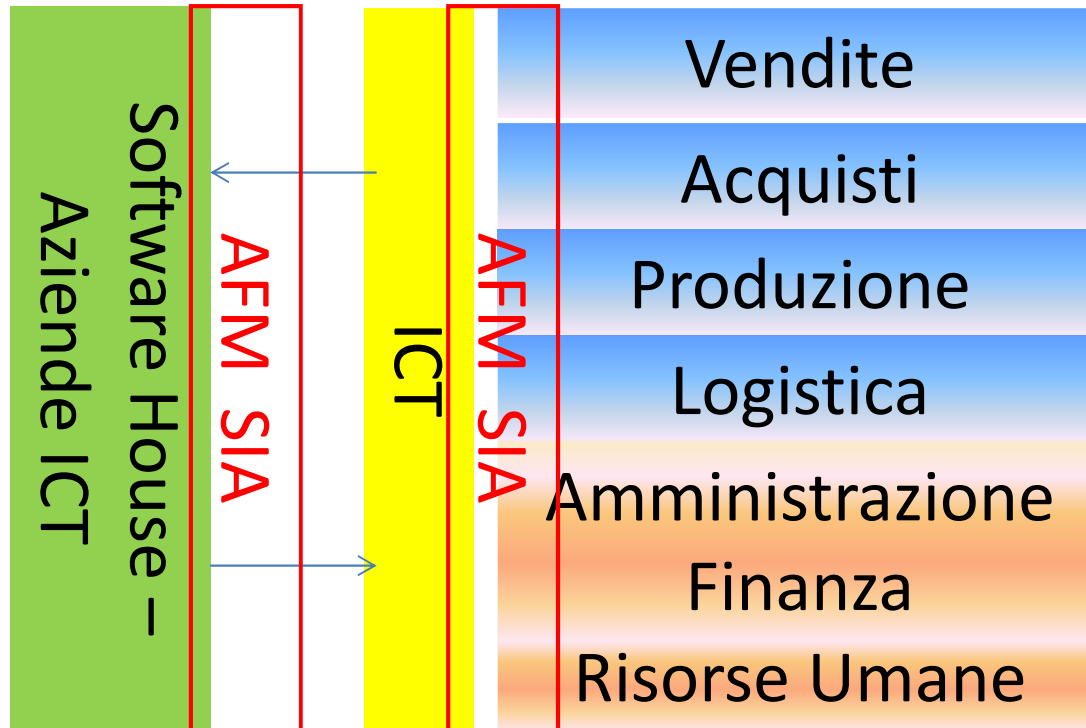 Software House –
Aziende ICT
AFM SIA
ICT
AFM SIA
Vendite
Acquisti
Produzione
Logistica
Amministrazione
Finanza
Risorse Umane